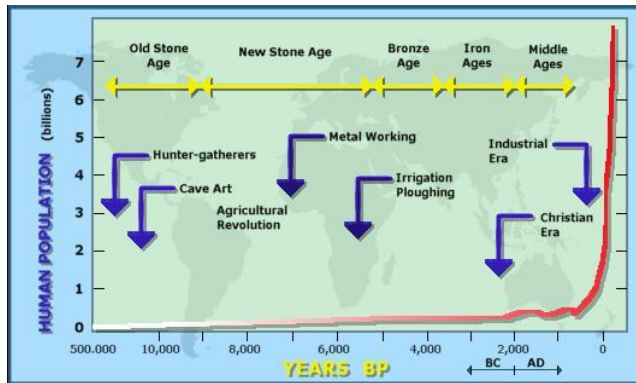 Old Stone
Age
New Stone Age
Bronze
Age
Iron
Ages
Middle
Ages
HUMAN POPULATION (billions)
7
6
5
4
3
2
1
0
Hunter-gatherers
Cave Art
Agricultural
Revolution
Metal Working
Irrigation
Ploughing
Industrial
Era
Christian
Era
500.000 10,000 8,000 6,000 4,000 2,000 0
YEARS BP
BC AD